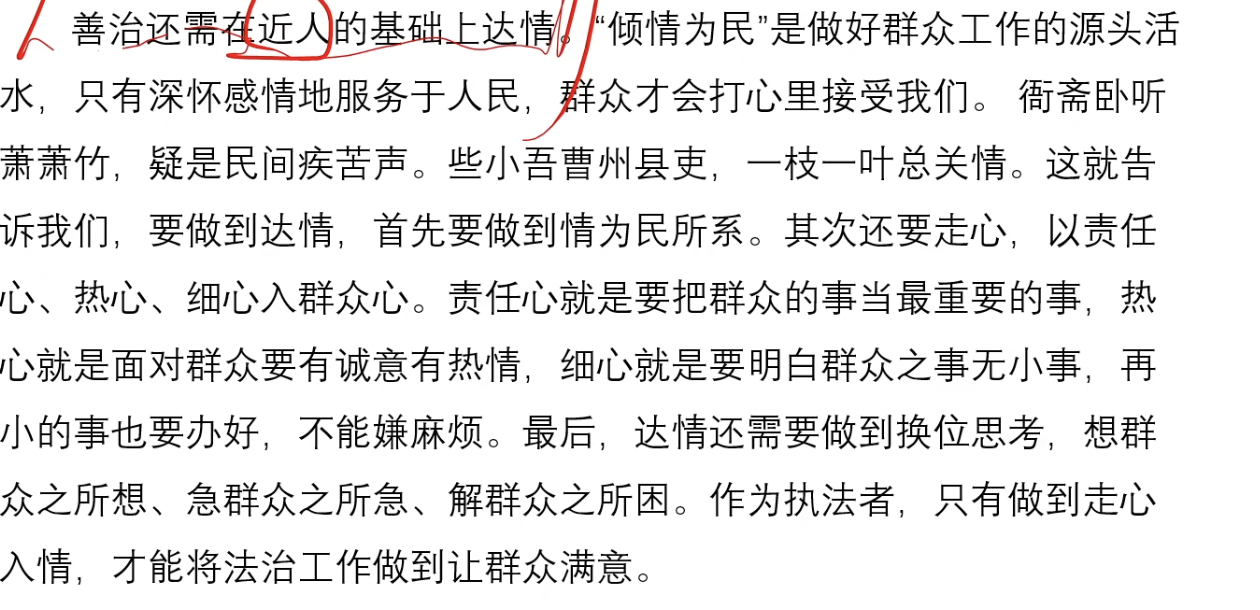 善治还需在近人的基础上达情。“倾情为民”是做好群众工作的源头活
水，只有深怀感情地服务于人民，群众才会打心里接受我们。 衙斋卧听
萧萧竹，疑是民间疾苦声。些小吾曹州县吏，一枝一叶总关情。这就告
诉我们，要做到达情，首先要做到情为民所系。其次还要走心，以责任
心、热心、细心入群众心。责任心就是要把群众的事当最重要的事，热
心就是面对群众要有诚意有热情，细心就是要明白群众之事无小事，再
小的事也要办好，不能嫌麻烦。最后，达情还需要做到换位思考，想群
众之所想、急群众之所急、解群众之所困。作为执法者，只有做到走心
入情，才能将法治工作做到让群众满意。